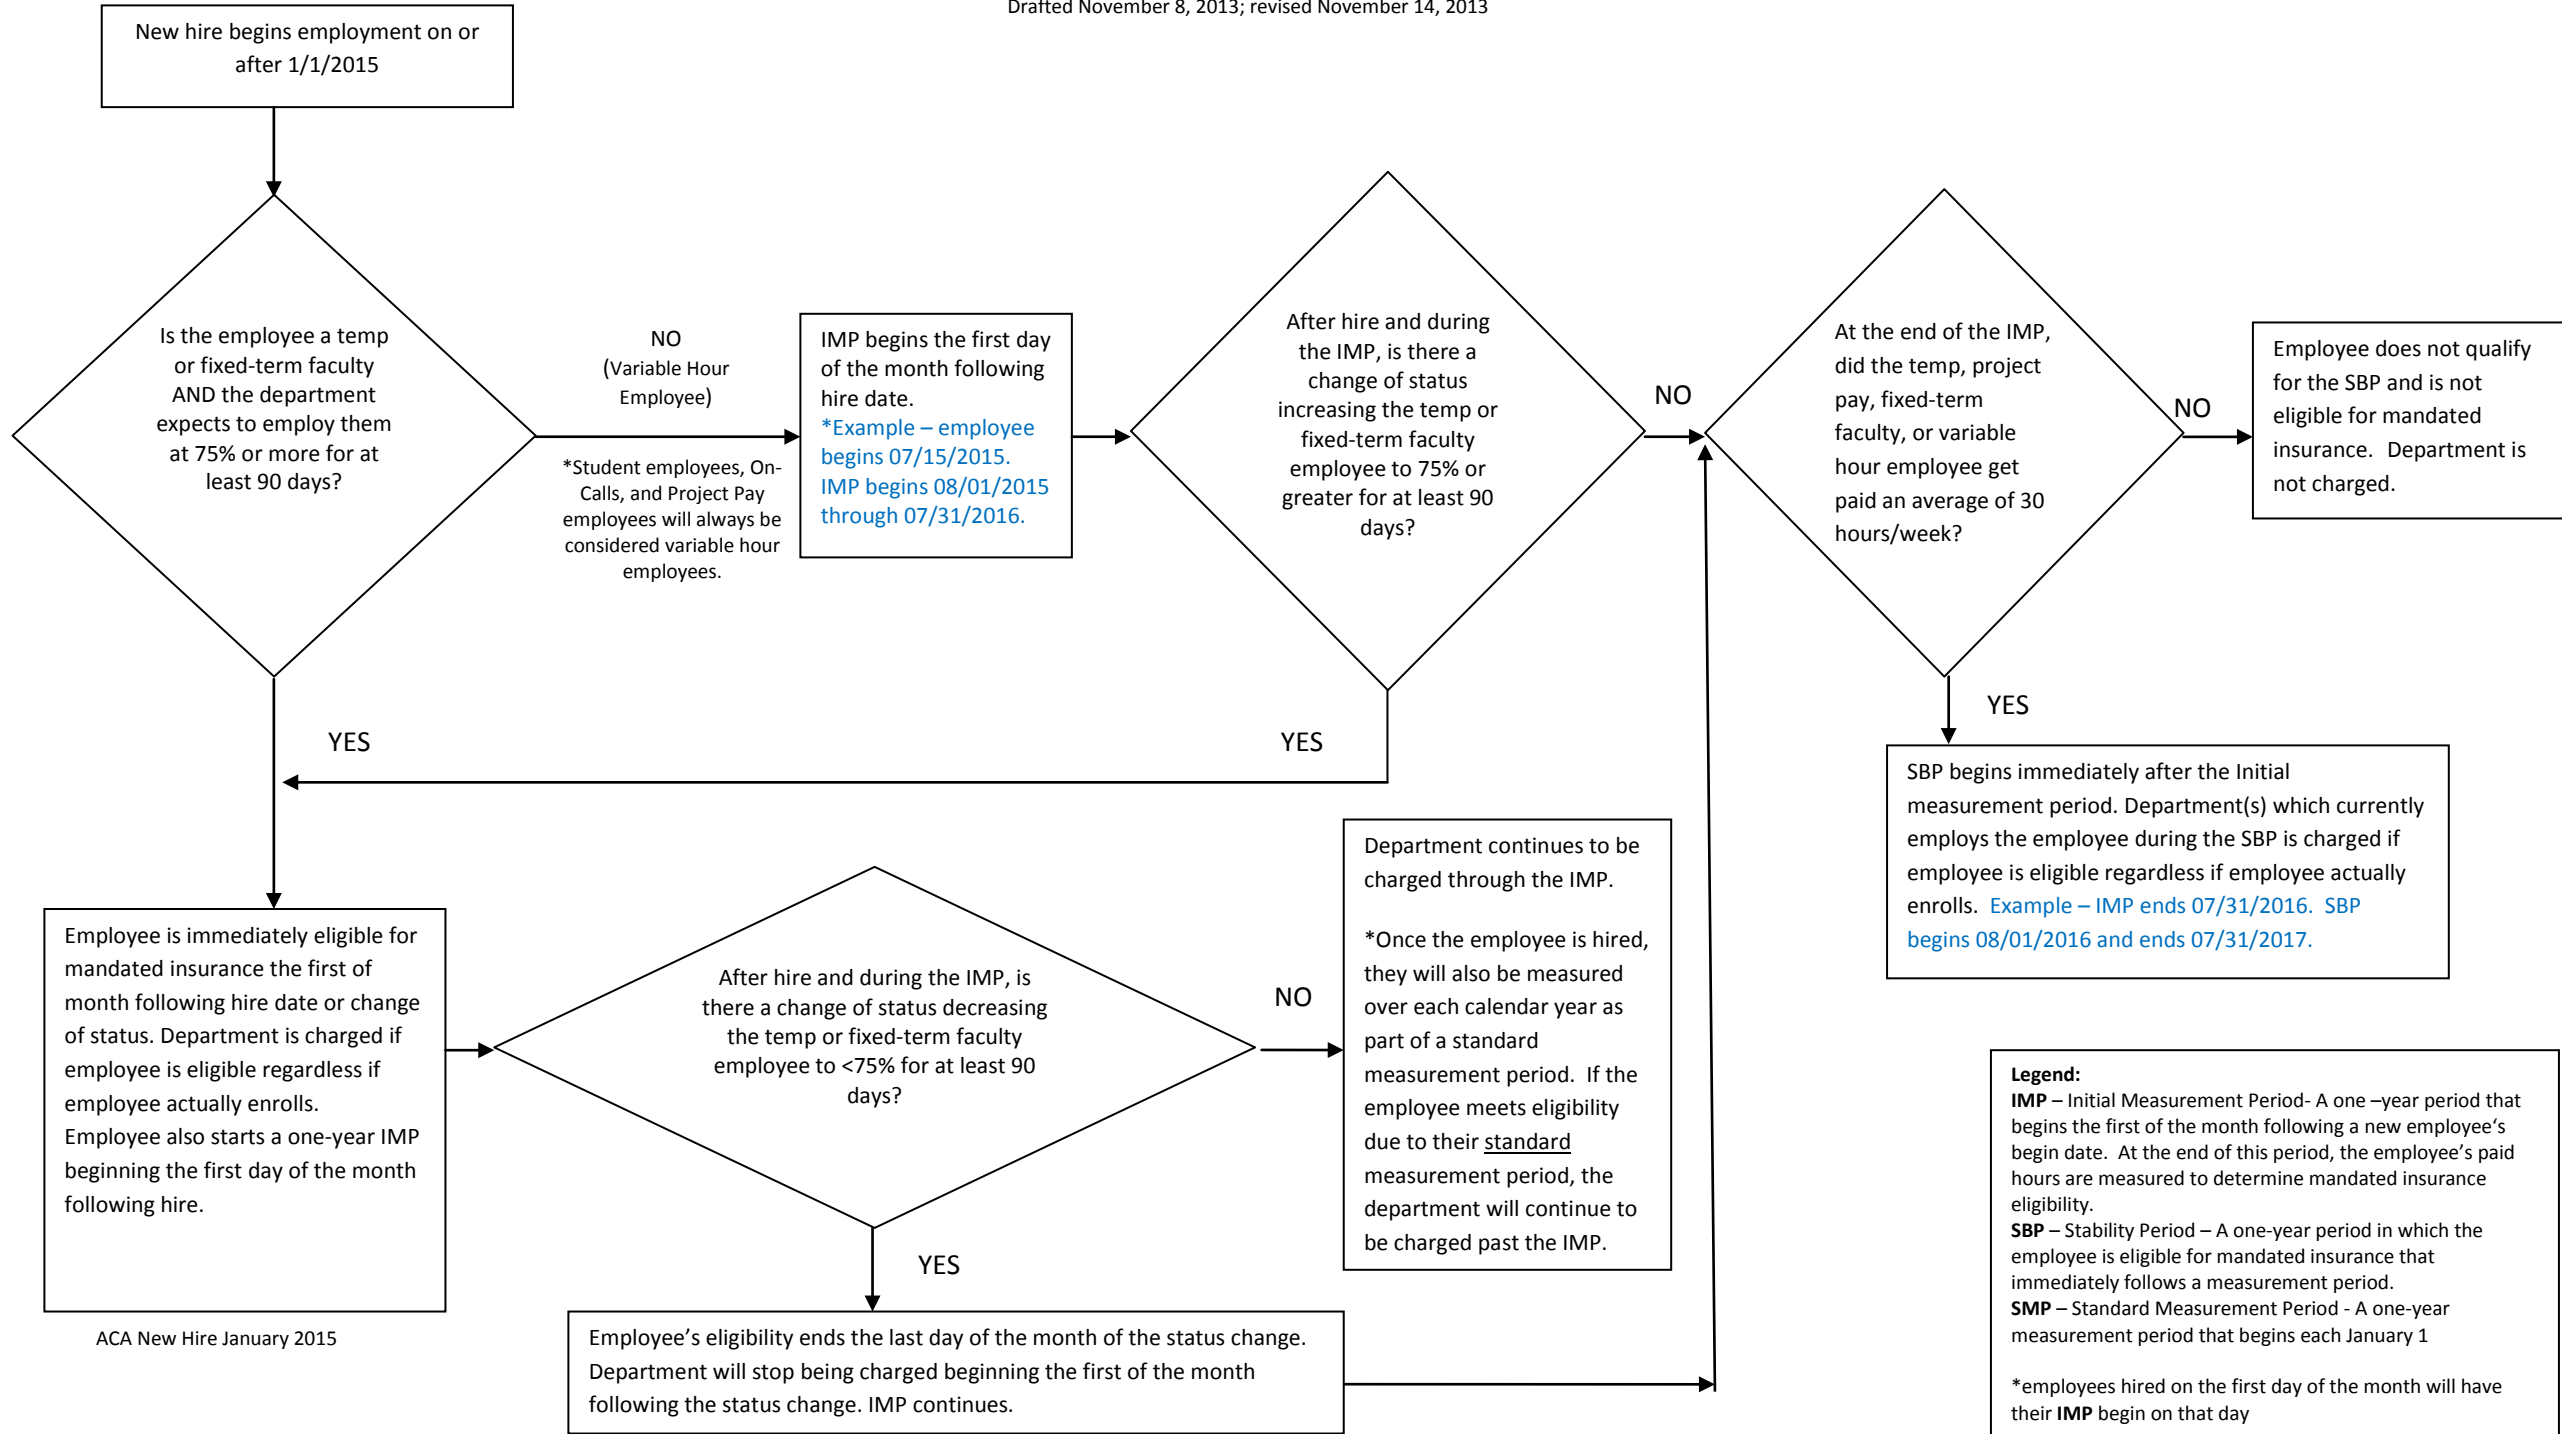 Drafted November 8, 2013; revised November 14, 2013
New hire begins employment on or
after 1/1/2015
Is the employee a temp
or fixed-term faculty
AND the department
expects to employ them
at 75% or more for at
least 90 days?
NO
(Variable Hour
Employee)
*Student employees, On-
Calls, and Project Pay
employees will always be
considered variable hour
employees.
IMP begins the first day
of the month following
hire date.
*Example – employee
begins 07/15/2015.
IMP begins 08/01/2015
through 07/31/2016.
After hire and during
the IMP, is there a
change of status
increasing the temp or
fixed-term faculty
employee to 75% or
greater for at least 90
days?
NO
At the end of the IMP,
did the temp, project
pay, fixed-term
faculty, or variable
hour employee get
paid an average of 30
hours/week?
NO
Employee does not qualify
for the SBP and is not
eligible for mandated
insurance.  Department is
not charged.
YES
YES
YES
SBP begins immediately after the Initial
measurement period. Department(s) which currently
employs the employee during the SBP is charged if
employee is eligible regardless if employee actually
enrolls.  Example – IMP ends 07/31/2016.  SBP
begins 08/01/2016 and ends 07/31/2017.
Employee is immediately eligible for
mandated insurance the first of
month following hire date or change
of status. Department is charged if
employee is eligible regardless if
employee actually enrolls.
Employee also starts a one-year IMP
beginning the first day of the month
following hire.
After hire and during the IMP, is
there a change of status decreasing
the temp or fixed-term faculty
employee to <75% for at least 90
days?
NO
Department continues to be
charged through the IMP.
*Once the employee is hired,
they will also be measured
over each calendar year as
part of a standard
measurement period.  If the
employee meets eligibility
due to their standard
measurement period, the
department will continue to
be charged past the IMP.
YES
Employee’s eligibility ends the last day of the month of the status change.
Department will stop being charged beginning the first of the month
following the status change. IMP continues.
Legend:
IMP – Initial Measurement Period- A one –year period that
begins the first of the month following a new employee‘s
begin date.  At the end of this period, the employee’s paid
hours are measured to determine mandated insurance
eligibility.
SBP – Stability Period – A one-year period in which the
employee is eligible for mandated insurance that
immediately follows a measurement period.
SMP – Standard Measurement Period - A one-year
measurement period that begins each January 1
*employees hired on the first day of the month will have
their IMP begin on that day
ACA New Hire January 2015